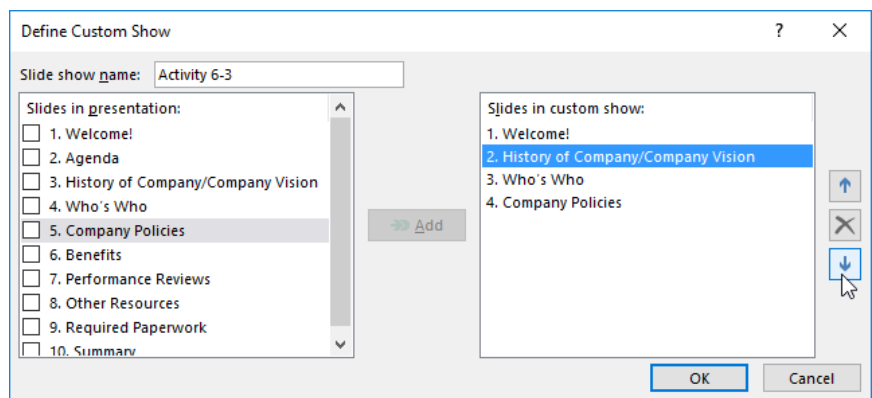 Define Custom Show
?
Slide show name: Activity 6-3
Slides in presentation:
1. Welcome!
2. Agenda
3. History of Company/Company Vision
4. Who's Who
5. Company Policies
6. Benefits
7. Performance Reviews
8. Other Resources
9. Required Paperwork
10. Summary
Add
Slides in custom show:
1. Welcome!
2. History of Company/Company Vision
3. Who's Who
4. Company Policies
OK
Cancel